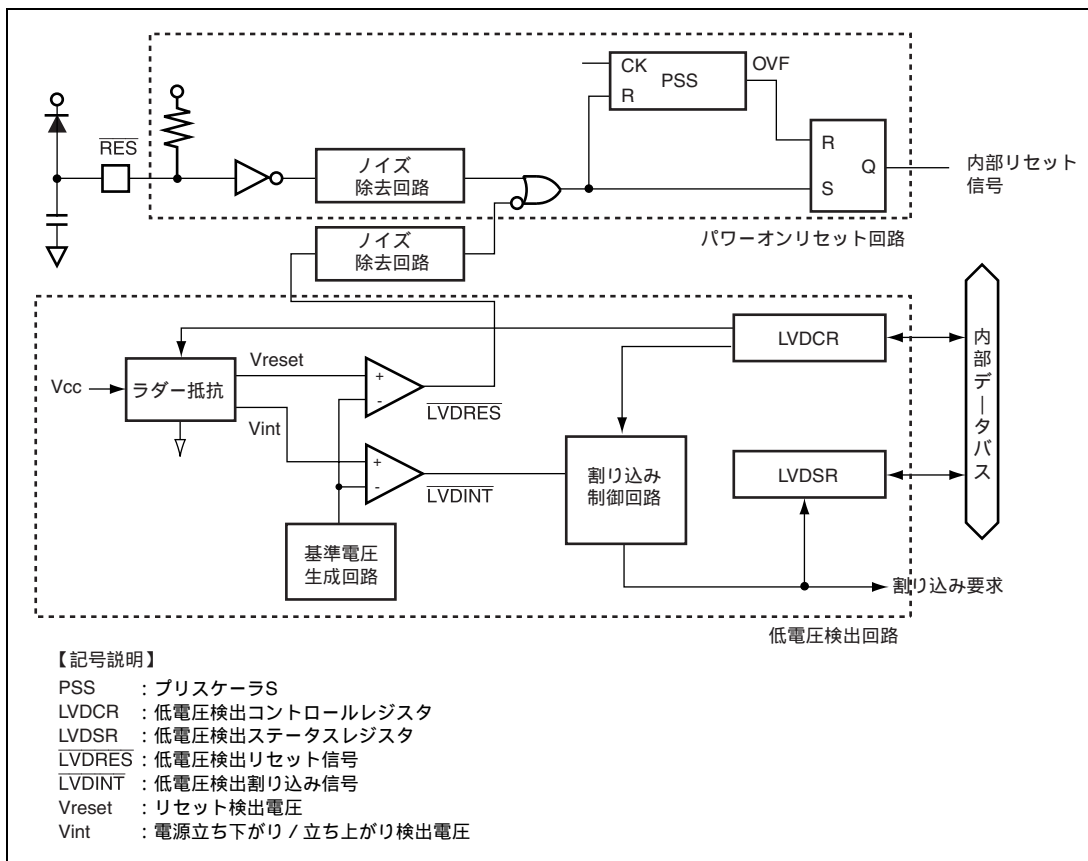 CK
PSS
R
OVF
RES
ノイズ
除去回路
R
Q
S
内部リセット
信号
パワーオンリセット回路
ノイズ
除去回路
LVDCR
Vcc
ラダー抵抗
Vreset
+
-
LVDRES
Vint
+
-
LVDINT
割り込み
制御回路
LVDSR
内部データバス
基準電圧
生成回路
割り込み要求
低電圧検出回路
【記号説明】
PSS :プリスケーラS
LVDCR :低電圧検出コントロールレジスタ
LVDSR :低電圧検出ステータスレジスタ
LVDRES :低電圧検出リセット信号
LVDINT :低電圧検出割り込み信号
Vreset :リセット検出電圧
Vint :電源立ち下がり / 立ち上がり検出電圧